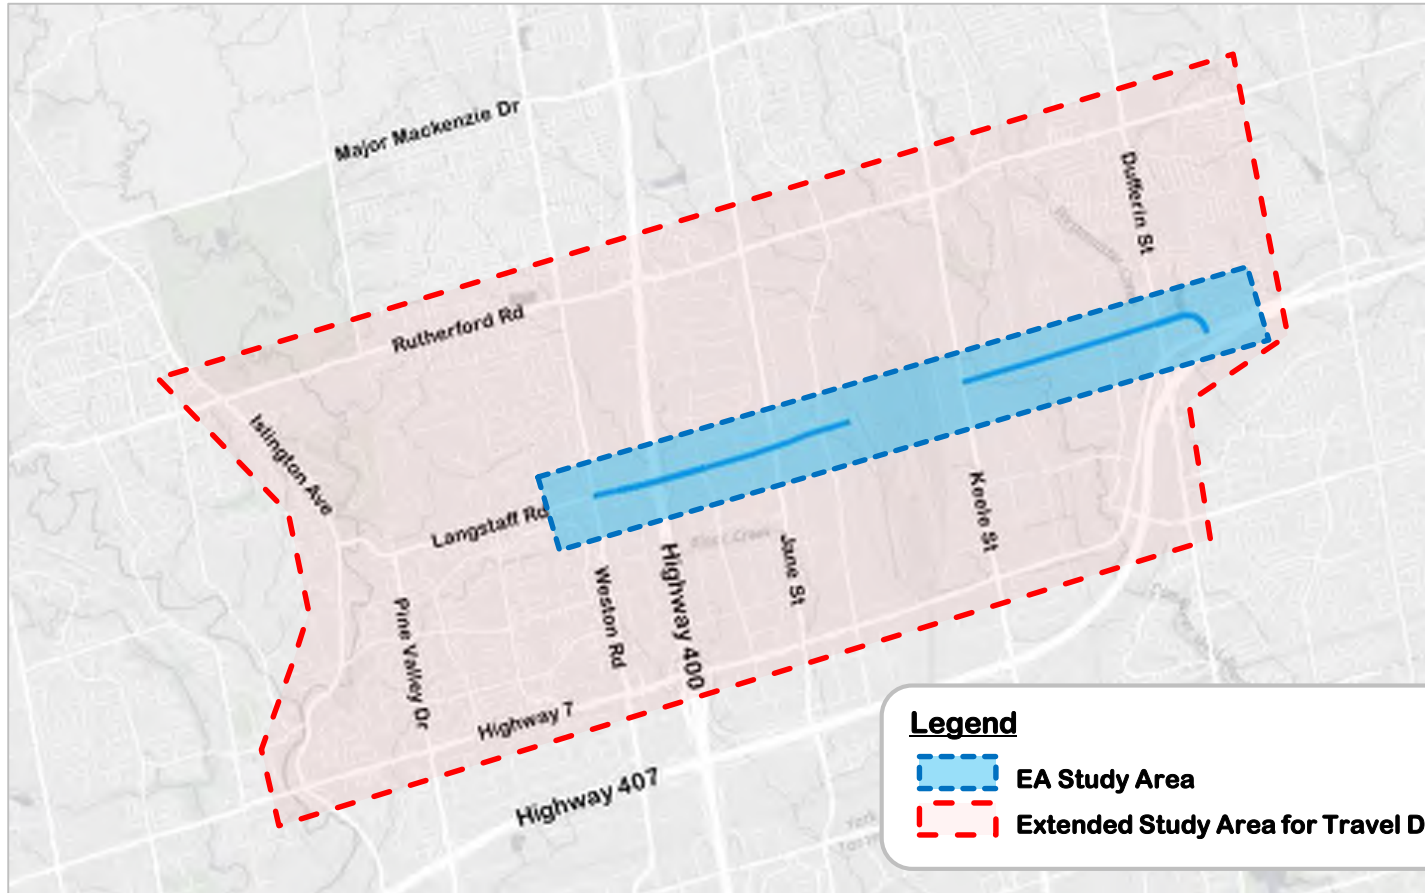 Major Mackenzie Dr
Dufferin St
Rutherford Rd
Islington Ave
Langstaff Rd
Keele St
Jane St
Highway 400
Weston Rd
Pine Valley Dr
Highway 7
Highway 407
Legend
EA Study Area
Extended Study Area for Travel D